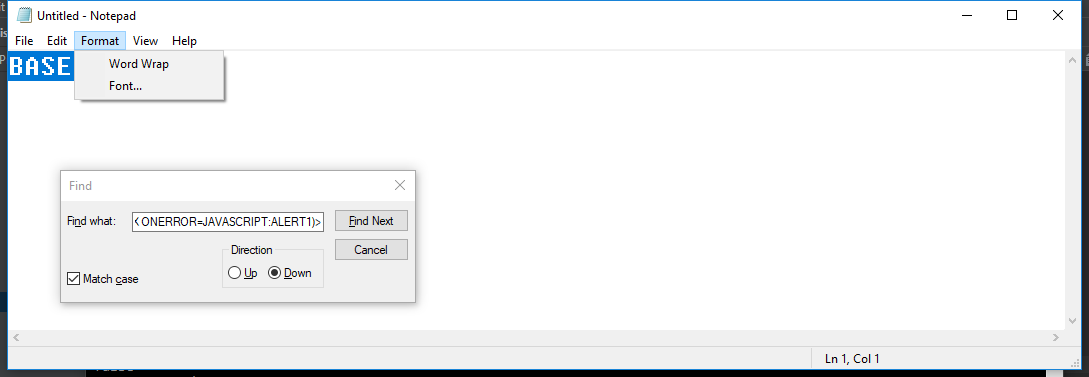 Untitled - Notepad
File Edit Format View Help
BASE
Word Wrap
Font...
Find
Find what: < ONERROR=JAVASCRIPT:ALERT1)> Find Next
Cancel
Direction
Up Down
Match case
Ln 1, Col 1